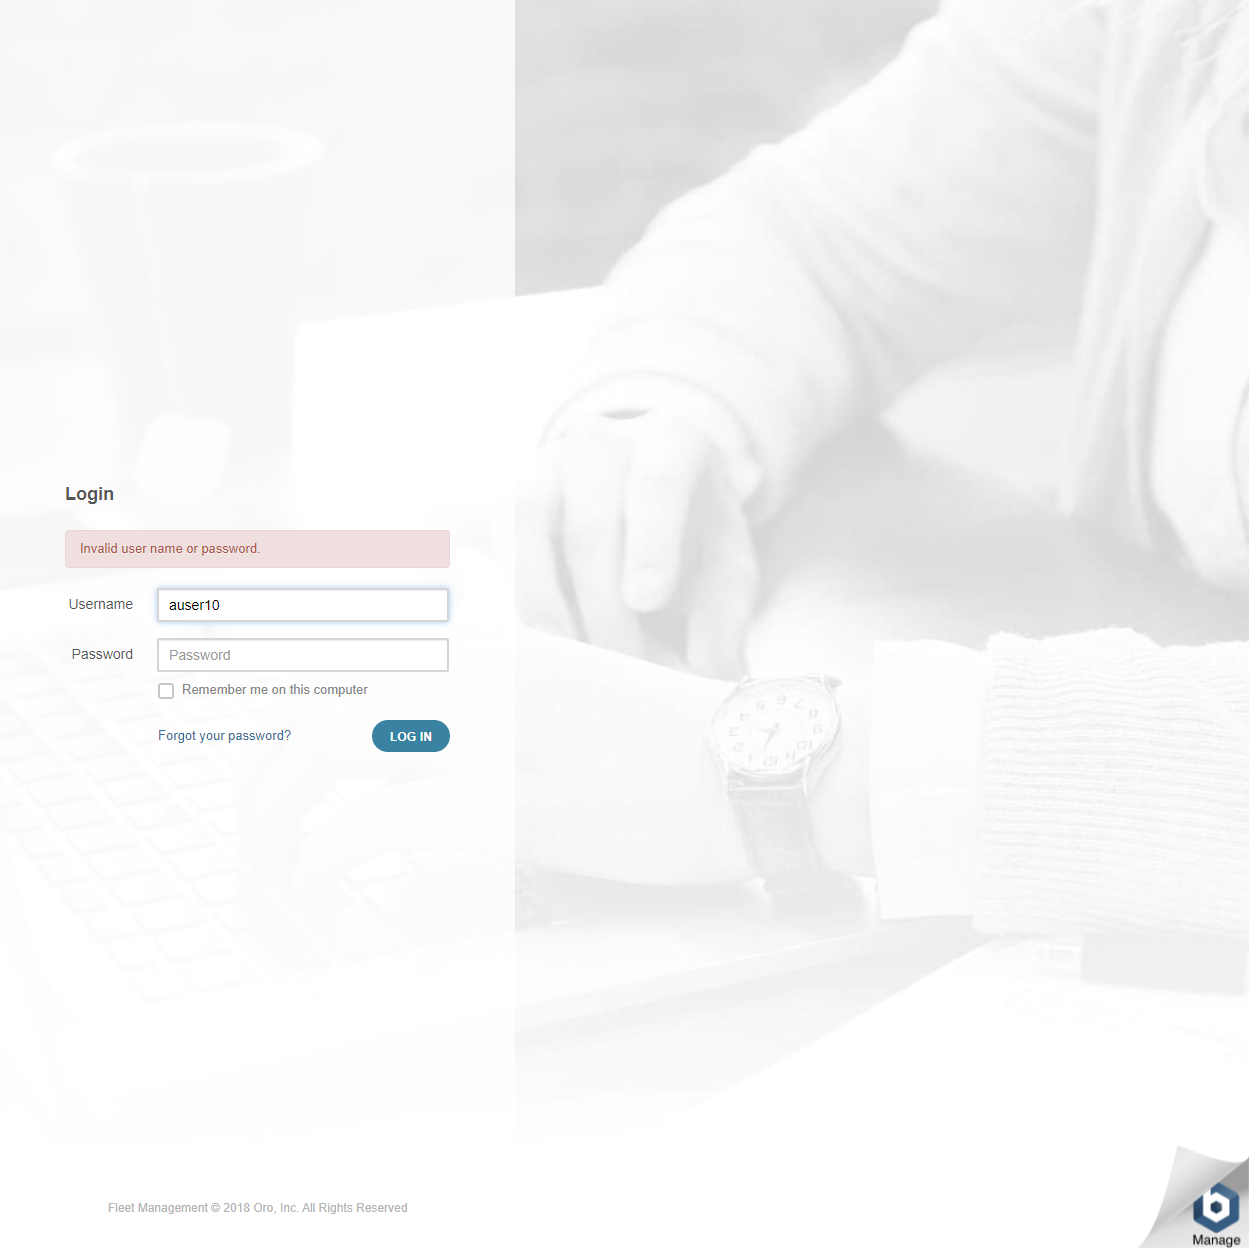 Login
Invalid user name or password.
Username
auser10
Password
Password
Remember me on this computer
Forgot your password?
LOG IN
Fleet Management © 2018 Oro, Inc. All Rights Reserved
Manage